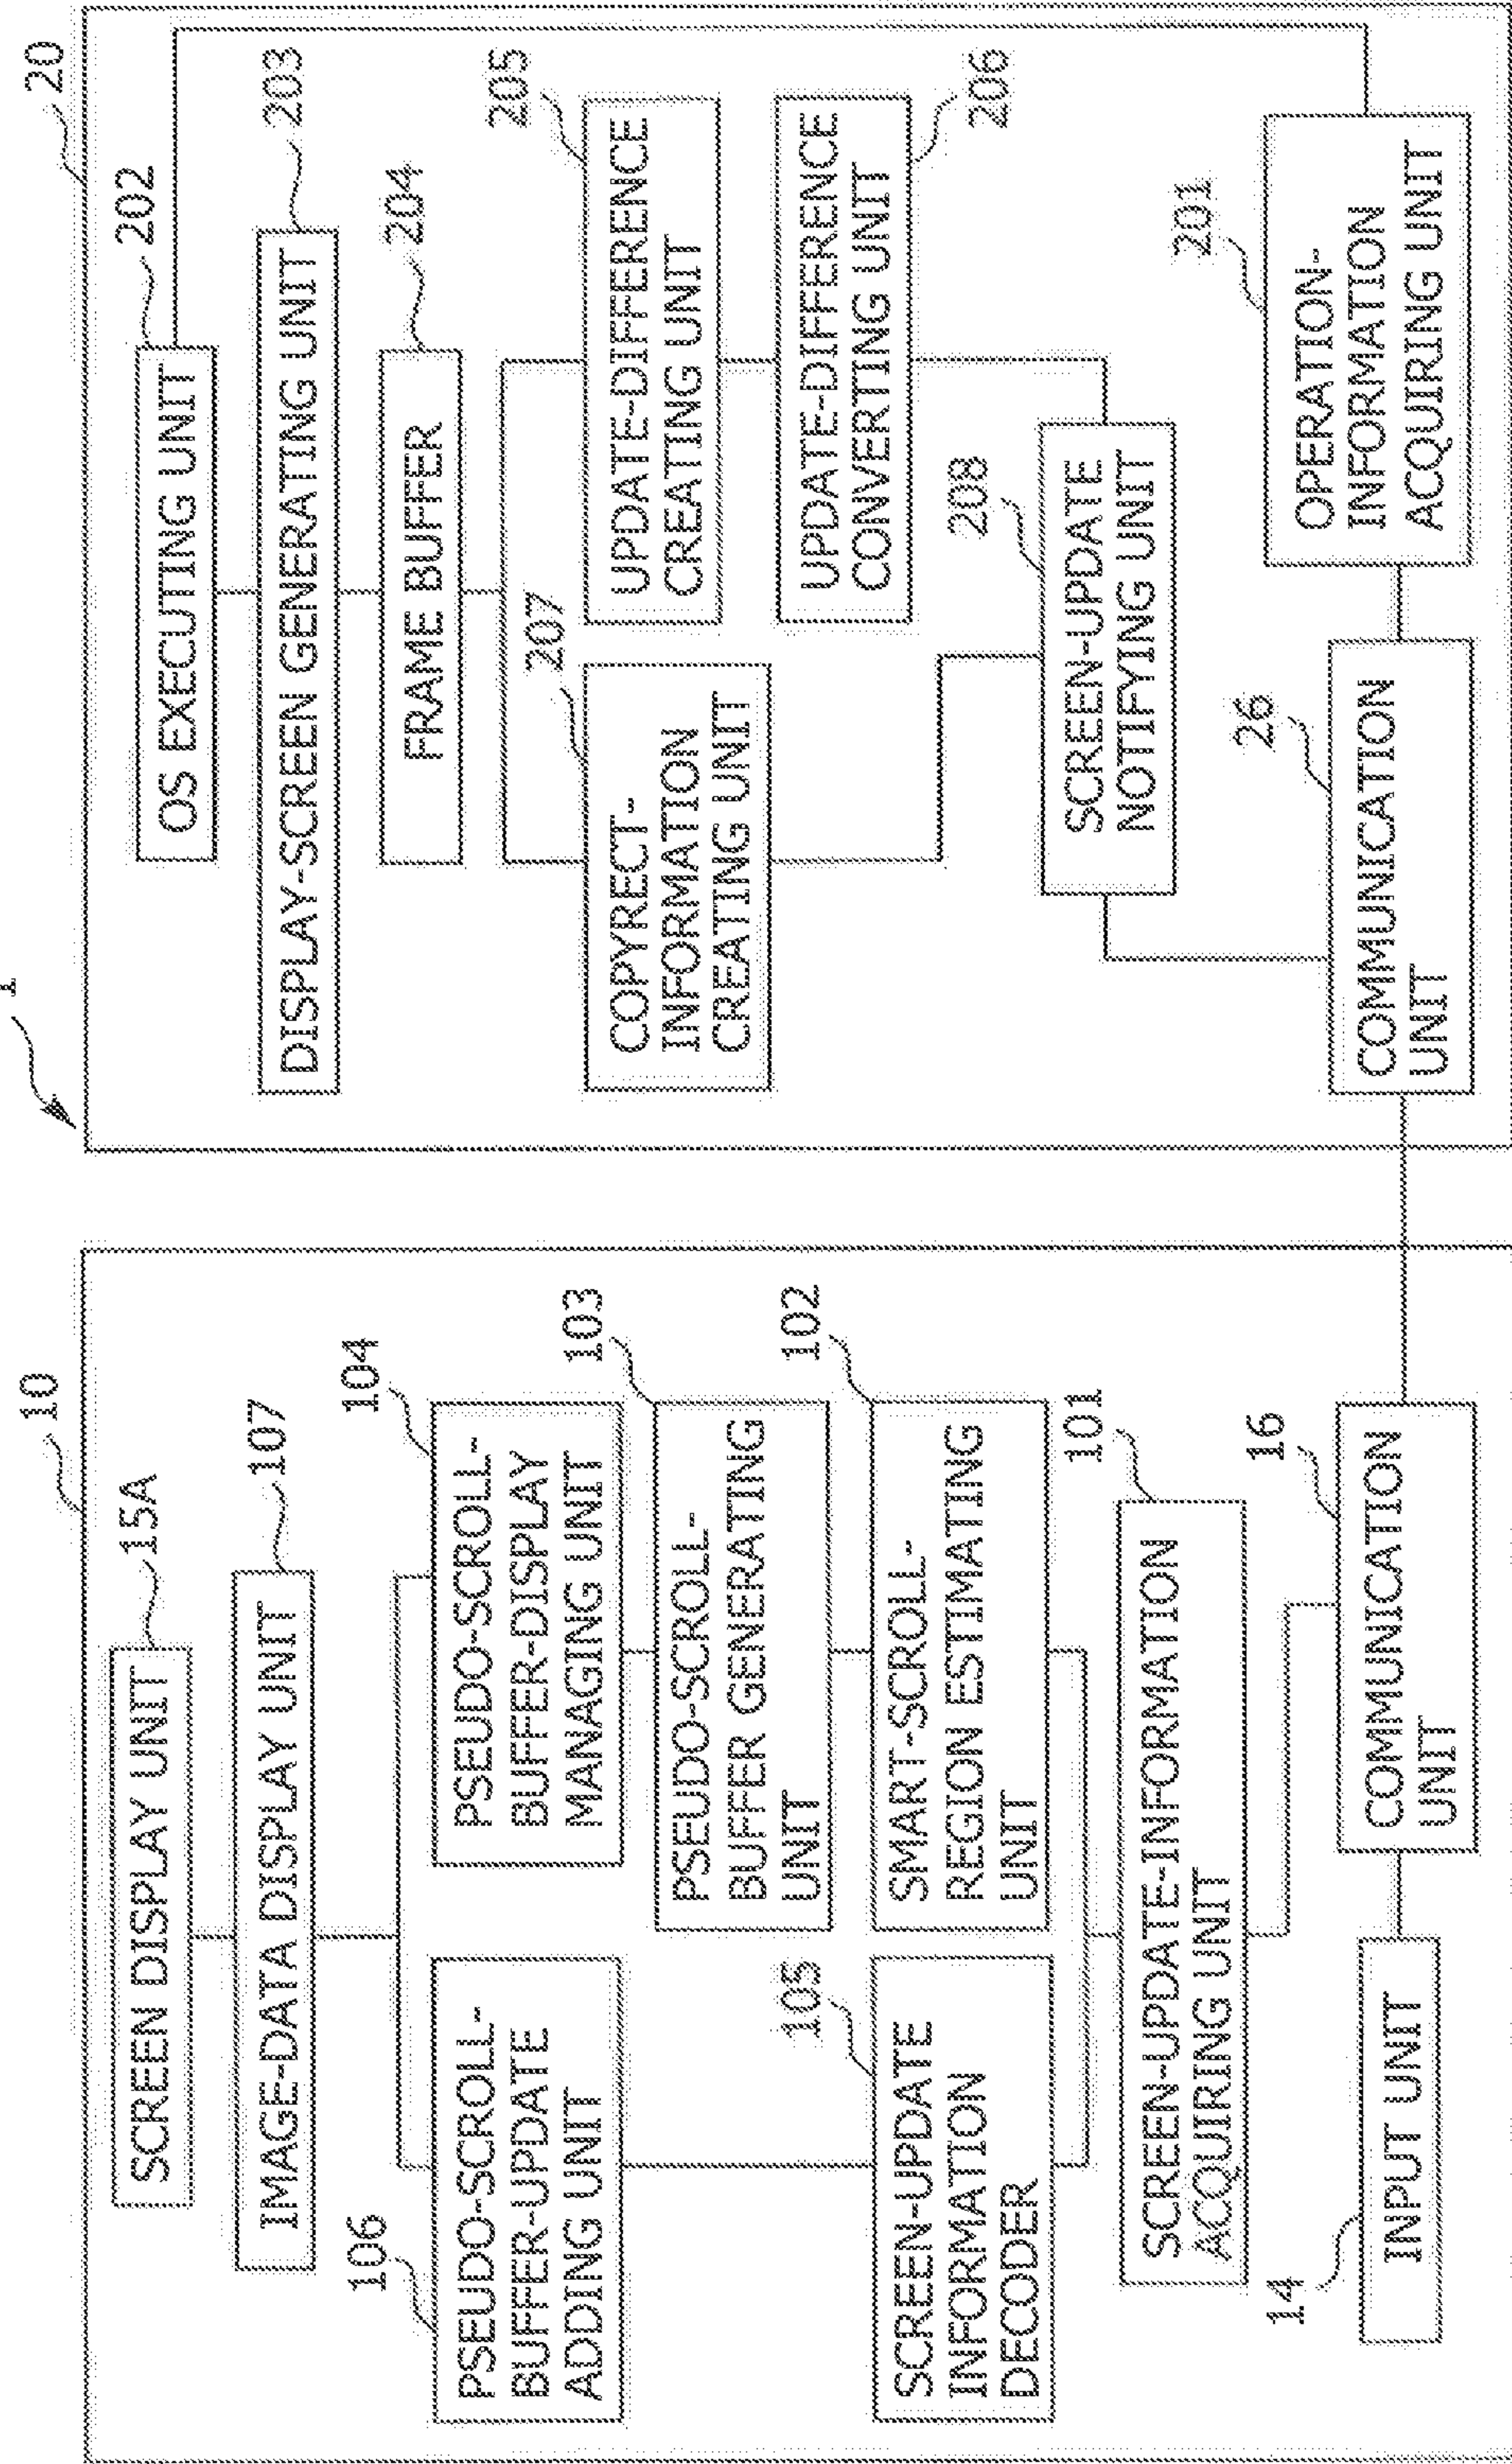 1
10
SCREEN DISPLAY UNIT
15A
IMAGE-DATA DISPLAY UNIT
107
106
PSEUDO-SCROLL-
BUFFER-UPDATE
ADDING UNIT
104
PSEUDO-SCROLL-
BUFFER-DISPLAY
MANAGING UNIT
103
PSEUDO-SCROLL-
BUFFER GENERATING
UNIT
102
SMART-SCROLL-
REGION ESTIMATING
UNIT
105
SCREEN-UPDATE
INFORMATION
DECODER
101
SCREEN-UPDATE-INFORMATION
ACQUIRING UNIT
14
INPUT UNIT
16
COMMUNICATION
UNIT
20
OS EXECUTING UNIT
202
DISPLAY-SCREEN GENERATING UNIT
203
FRAME BUFFER
204
207
COPYRECT-
INFORMATION
CREATING UNIT
205
UPDATE-DIFFERENCE
CREATING UNIT
UPDATE-DIFFERENCE
CONVERTING UNIT
206
208
SCREEN-UPDATE
NOTIFYING UNIT
26
COMMUNICATION
UNIT
201
OPERATION-
INFORMATION
ACQUIRING UNIT